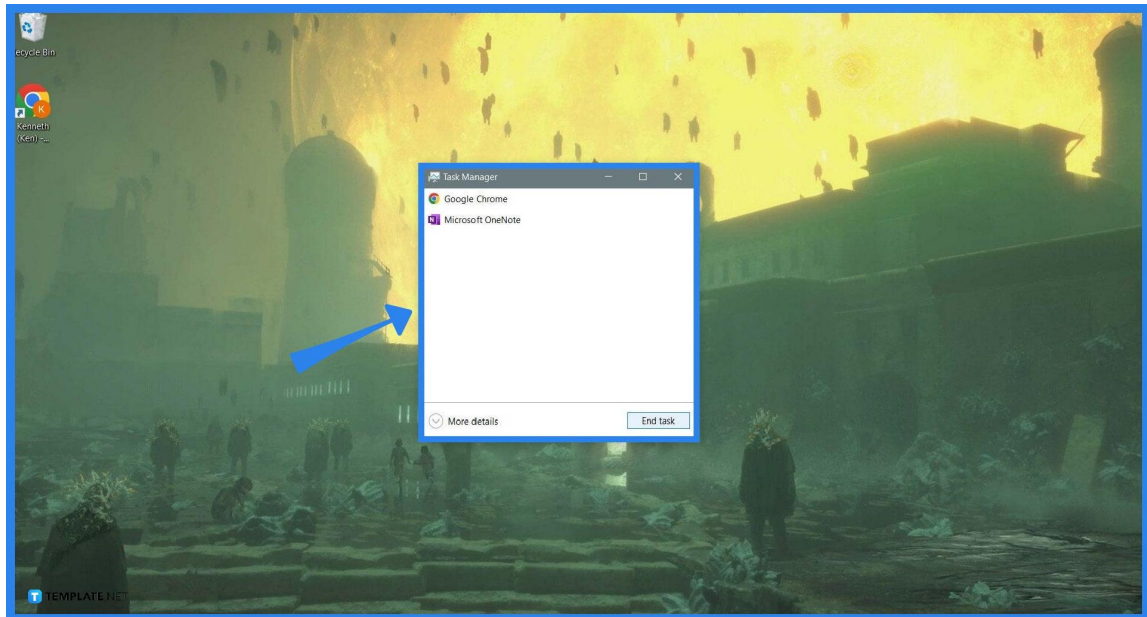 ecycle Bin
K
Kenneth
(Ken) -...
Task Manager
Google Chrome
N
Microsoft OneNote
More details
End task
T TEMPLATE.NET